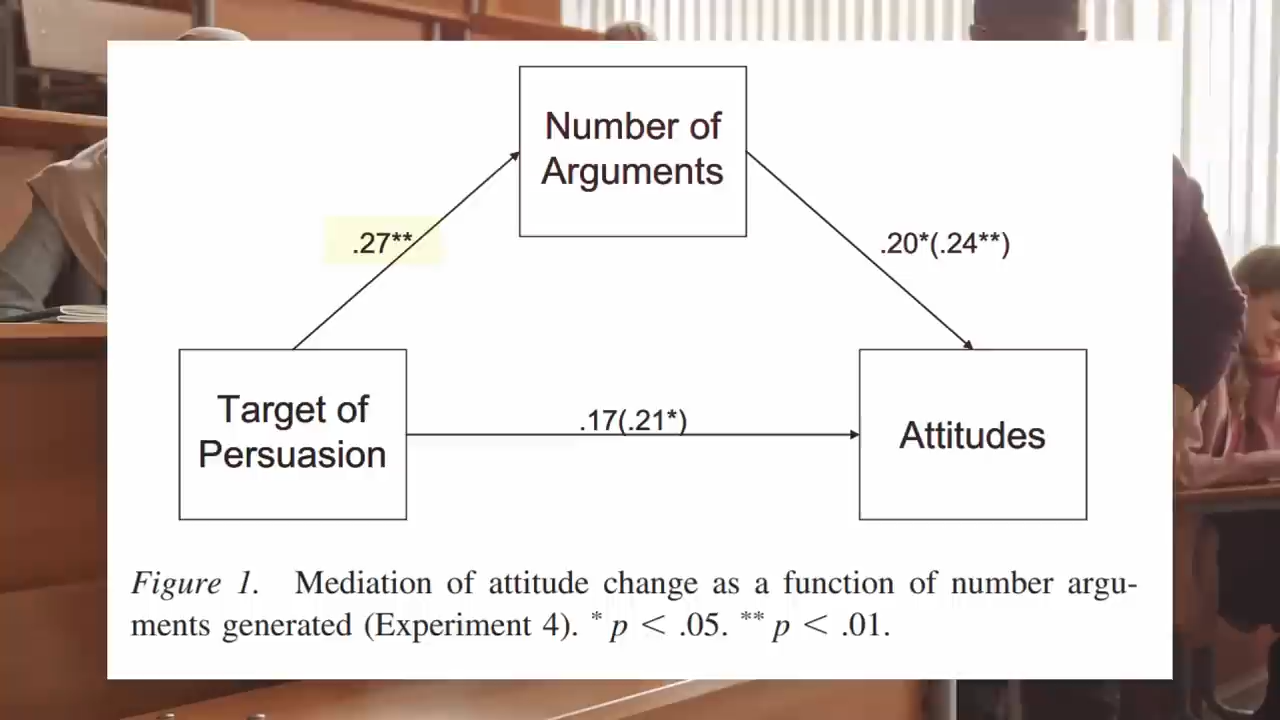 Number of
Arguments
.27**
.20*(.24**)
Target of
Persuasion
.17(.21*)
Attitudes
Figure 1. Mediation of attitude change as a function of number argu-
ments generated (Experiment 4). * p < .05. ** p < .01.